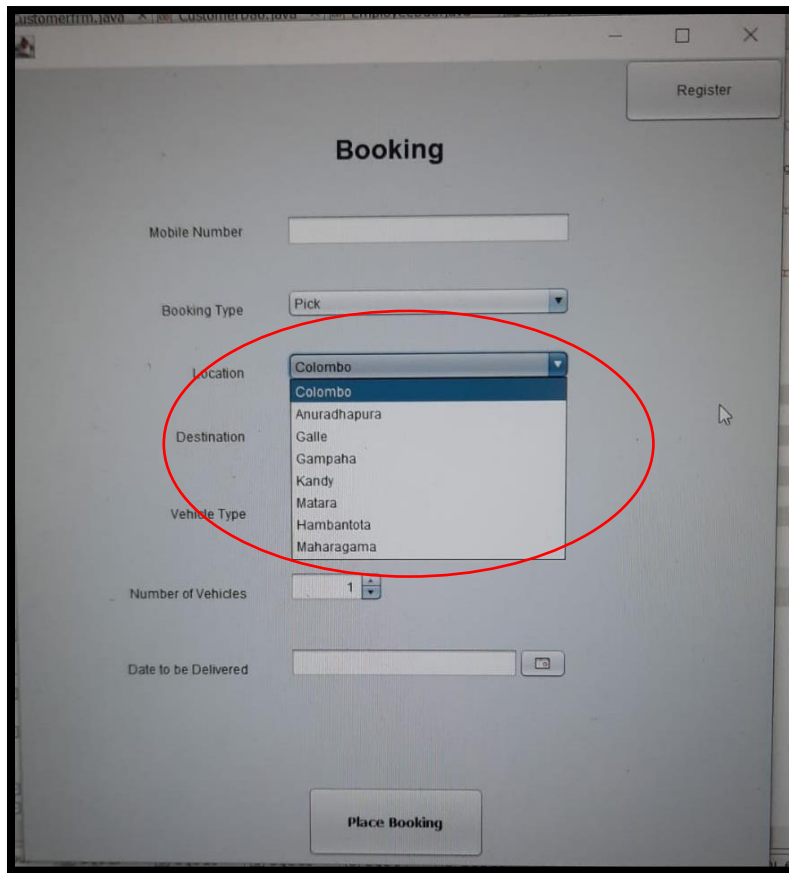 Customerfrm.java × CustomerDao.java ×
Register
Booking
Mobile Number
Booking Type Pick
Location Colombo
Colombo
Anuradhapura
Destination Galle
Gampaha
Kandy
Vehicle Type Matara
Hambantota
Maharagama
Number of Vehicles 1
Date to be Delivered
Place Booking